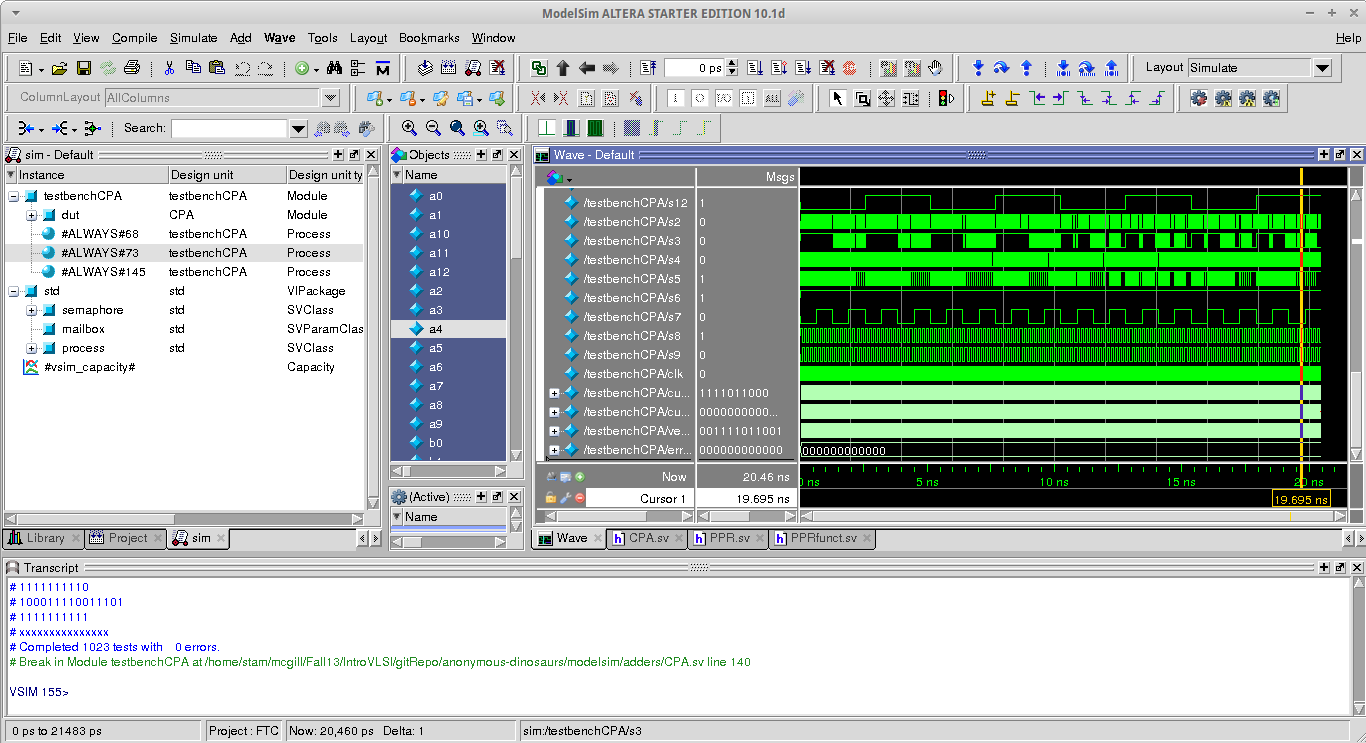 ModelSim ALTERA STARTER EDITION 10.1d
File Edit View Compile Simulate Add Wave Tools Layout Bookmarks Window Help
0 ps
Layout Simulate
ColumnLayout AllColumns
Search:
sim - Default
Instance Design unit Design unit ty
testbenchCPA testbenchCPA Module
dut CPA Module
#ALWAYS#68 testbenchCPA Process
#ALWAYS#73 testbenchCPA Process
#ALWAYS#145 testbenchCPA Process
std std VIPackage
semaphore std SVClass
mailbox std SVParamClas
process std SVClass
#vsim_capacity# Capacity
Library Project sim
Objects
Name
a0
a1
a10
a11
a12
a2
a3
a4
a5
a6
a7
a8
a9
b0
(Active)
Name
Wave - Default
Msgs
/testbenchCPA/s12 1
/testbenchCPA/s2 0
/testbenchCPA/s3 0
/testbenchCPA/s4 0
/testbenchCPA/s5 1
/testbenchCPA/s6 1
/testbenchCPA/s7 0
/testbenchCPA/s8 1
/testbenchCPA/s9 0
/testbenchCPA/clk 0
/testbenchCPA/cu... 1111011000
/testbenchCPA/cu... 0000000000...
/testbenchCPA/ve... 001111011001
/testbenchCPA/err... 000000000000 000000000000
Now 20.46 ns 0 ns 5 ns 10 ns 15 ns 20 ns
Cursor 1 19.695 ns 19.695 ns
Wave CPA.sv PPR.sv PPRfunct.sv
Transcript
# 1111111110
# 100011110011101
# 1111111111
# xxxxxxxxxxxxxxx
# Completed 1023 tests with 0 errors.
# Break in Module testbenchCPA at /home/stam/mcgill/Fall13/IntroVLSI/gitRepo/anonymous-dinosaurs/modelsim/adders/CPA.sv line 140
VSIM 155>
0 ps to 21483 ps Project : FTC Now: 20,460 ps Delta: 1 sim:/testbenchCPA/s3